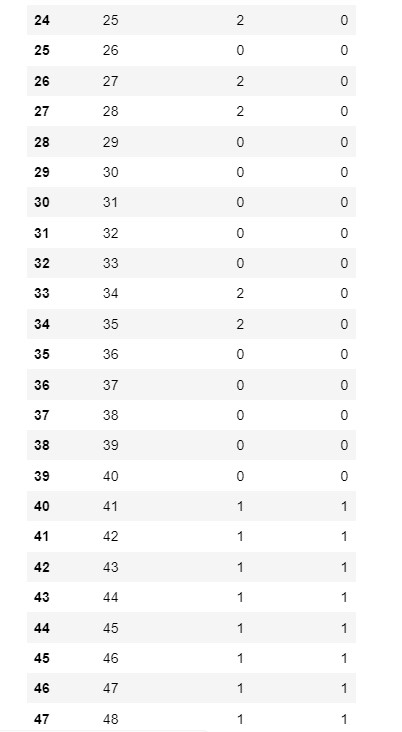 24 25 2 0
25 26 0 0
26 27 2 0
27 28 2 0
28 29 0 0
29 30 0 0
30 31 0 0
31 32 0 0
32 33 0 0
33 34 2 0
34 35 2 0
35 36 0 0
36 37 0 0
37 38 0 0
38 39 0 0
39 40 0 0
40 41 1 1
41 42 1 1
42 43 1 1
43 44 1 1
44 45 1 1
45 46 1 1
46 47 1 1
47 48 1 1